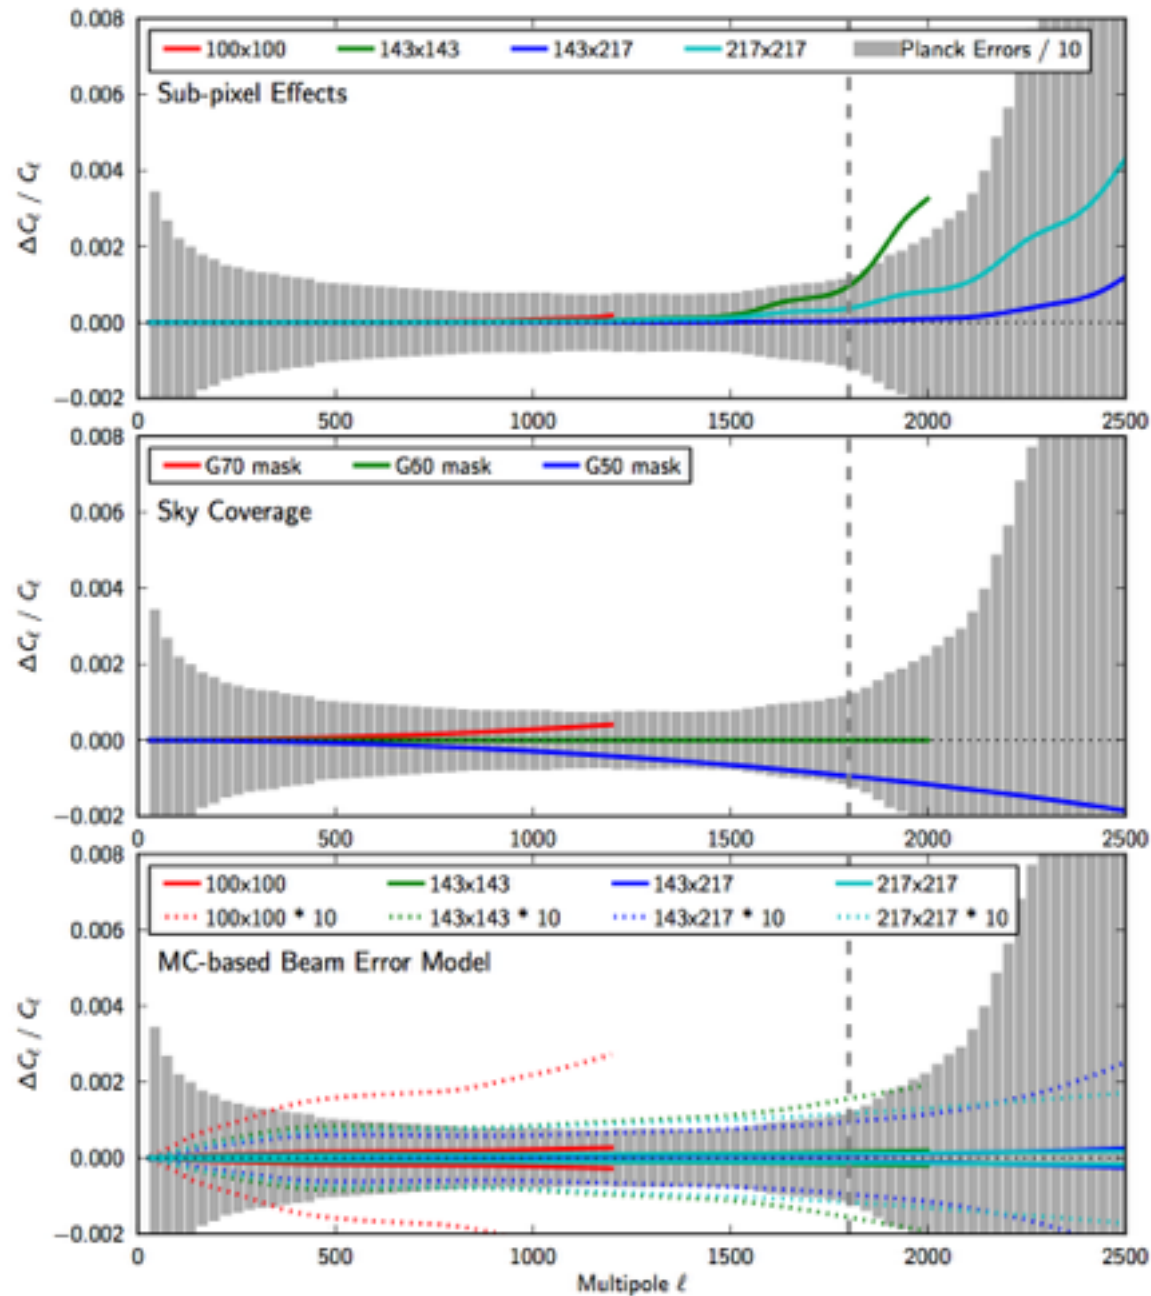 0.008
100x100 143x143 143x217 217x217 Planck Errors / 10
Sub-pixel Effects
0.006
0.004
0.002
0.000
−0.002
ΔCℓ / Cℓ
0 500 1000 1500 2000 2500
0.008
G70 mask G60 mask G50 mask
Sky Coverage
0.006
0.004
0.002
0.000
−0.002
ΔCℓ / Cℓ
0 500 1000 1500 2000 2500
0.008
100x100 143x143 143x217 217x217
100x100 * 10 143x143 * 10 143x217 * 10 217x217 * 10
0.006
MC-based Beam Error Model
0.004
0.002
0.000
−0.002
ΔCℓ / Cℓ
0 500 1000 1500 2000 2500
Multipole ℓ